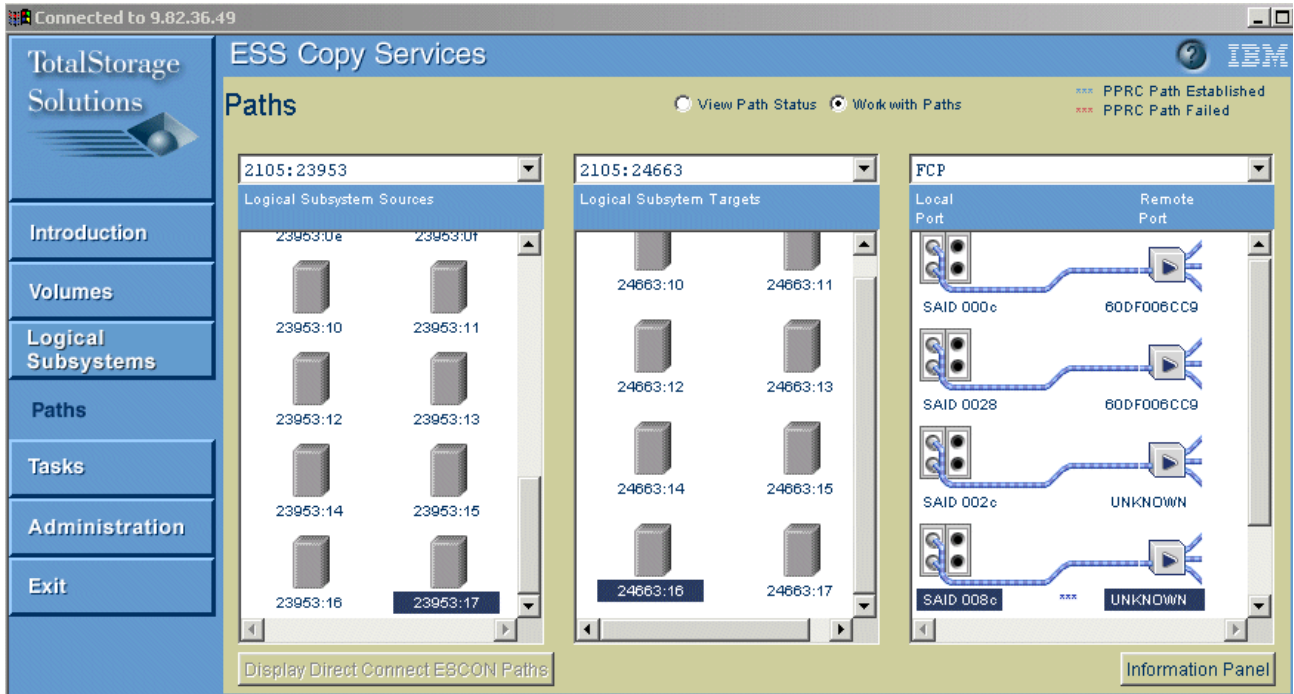 Connected to 9.82.36.49
TotalStorage
Solutions
ESS Copy Services
? IBM
Paths
View Path Status Work with Paths
*** PPRC Path Established
*** PPRC Path Failed
Introduction
Volumes
Logical
Subsystems
Paths
Tasks
Administration
Exit
2105:23953
Logical Subsystem Sources
23953:0e 23953:0f
23953:10 23953:11
23953:12 23953:13
23953:14 23953:15
23953:16 23953:17
Display Direct Connect ESCON Paths
2105:24663
Logical Subsytem Targets
24663:10 24663:11
24663:12 24663:13
24663:14 24663:15
24663:16 24663:17
FCP
Local Remote
Port Port
SAID 000c 60DF006CC9
SAID 0028 60DF006CC9
SAID 002c UNKNOWN
SAID 008c *** UNKNOWN
Information Panel